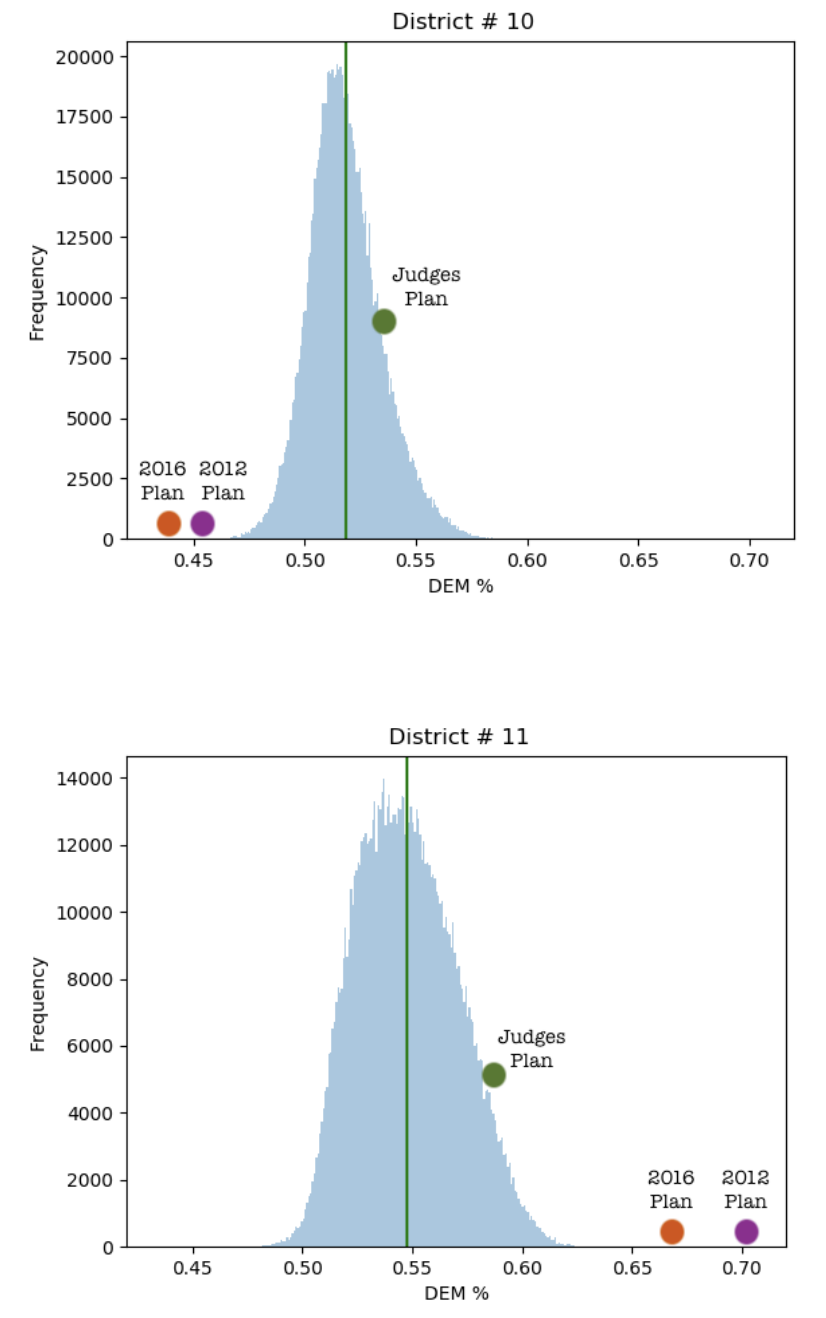 District # 10
20000
17500
15000
12500
10000
7500
5000
2500
0
Frequency
Judges
Plan
2016
Plan
2012
Plan
0.45 0.50 0.55 0.60 0.65 0.70
DEM %
District # 11
14000
12000
10000
8000
6000
4000
2000
0
Frequency
Judges
Plan
2016
Plan
2012
Plan
0.45 0.50 0.55 0.60 0.65 0.70
DEM %